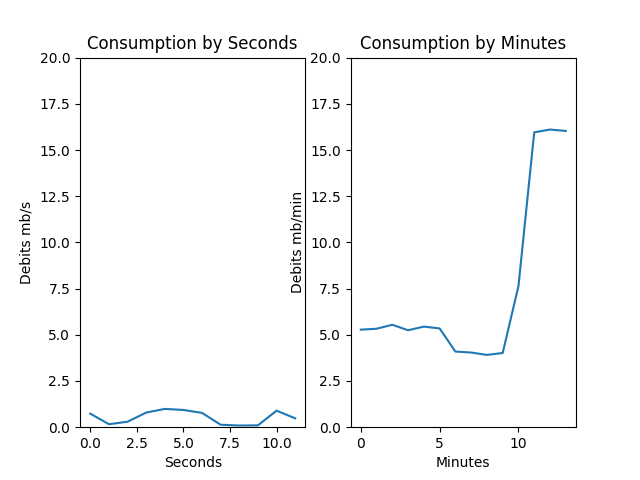 Consumption by Seconds
Debits mb/s
20.0
17.5
15.0
12.5
10.0
7.5
5.0
2.5
0.0
0.0 2.5 5.0 7.5 10.0
Seconds
Consumption by Minutes
Debits mb/min
20.0
17.5
15.0
12.5
10.0
7.5
5.0
2.5
0.0
0 5 10
Minutes